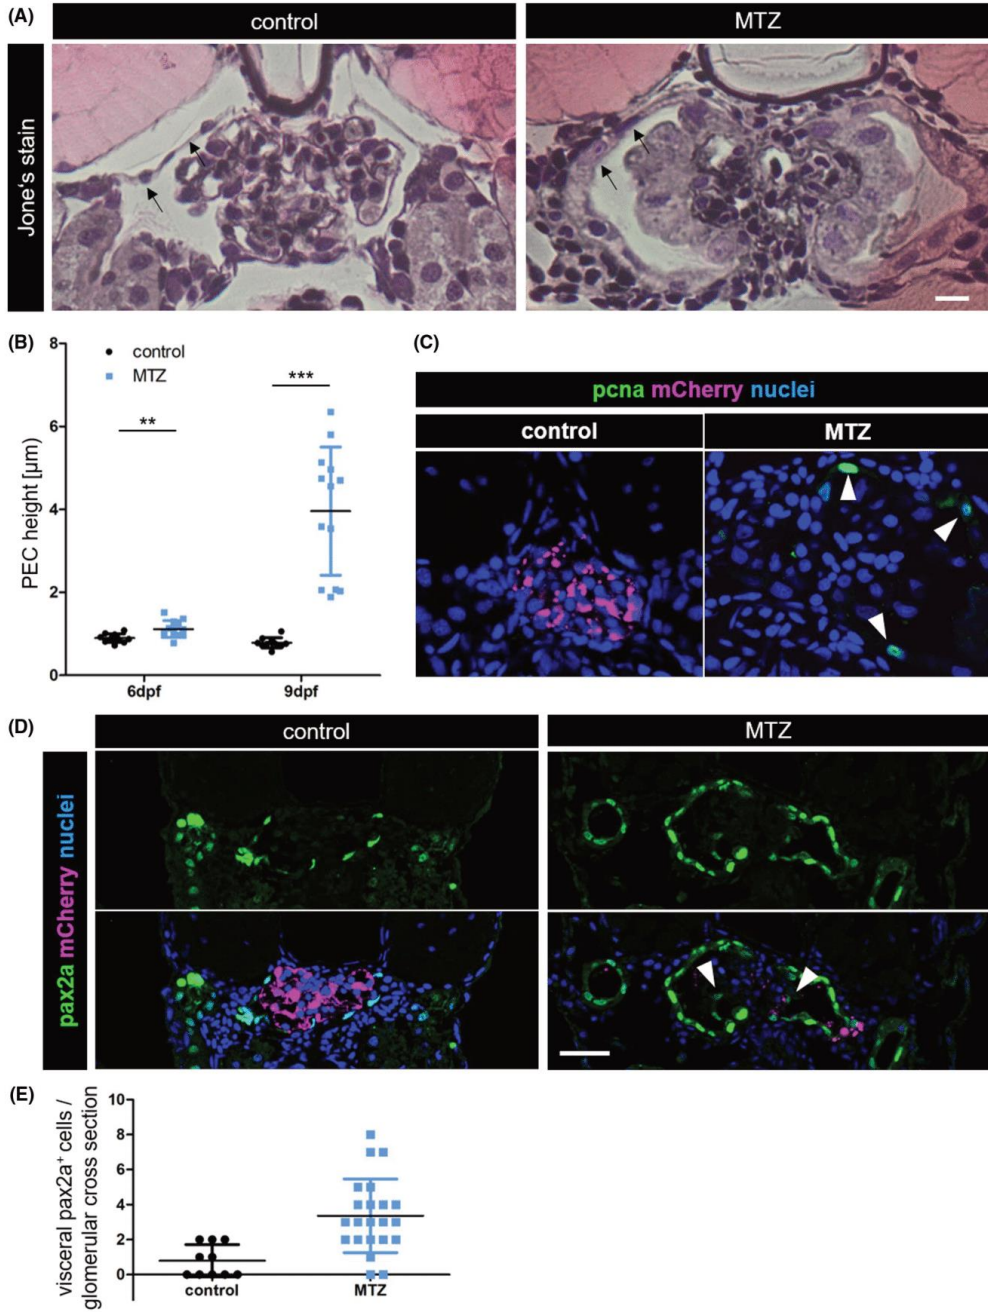 (A)
control
MTZ
Jone's stain
(B)
8
6
4
2
0
PEC height [µm]
control
MTZ
**
***
6dpf
9dpf
(C)
pcna mCherry nuclei
control
MTZ
(D)
control
MTZ
pax2a mCherry nuclei
(E)
visceral pax2a⁺ cells /
glomerular cross section
10
8
6
4
2
0
control
MTZ